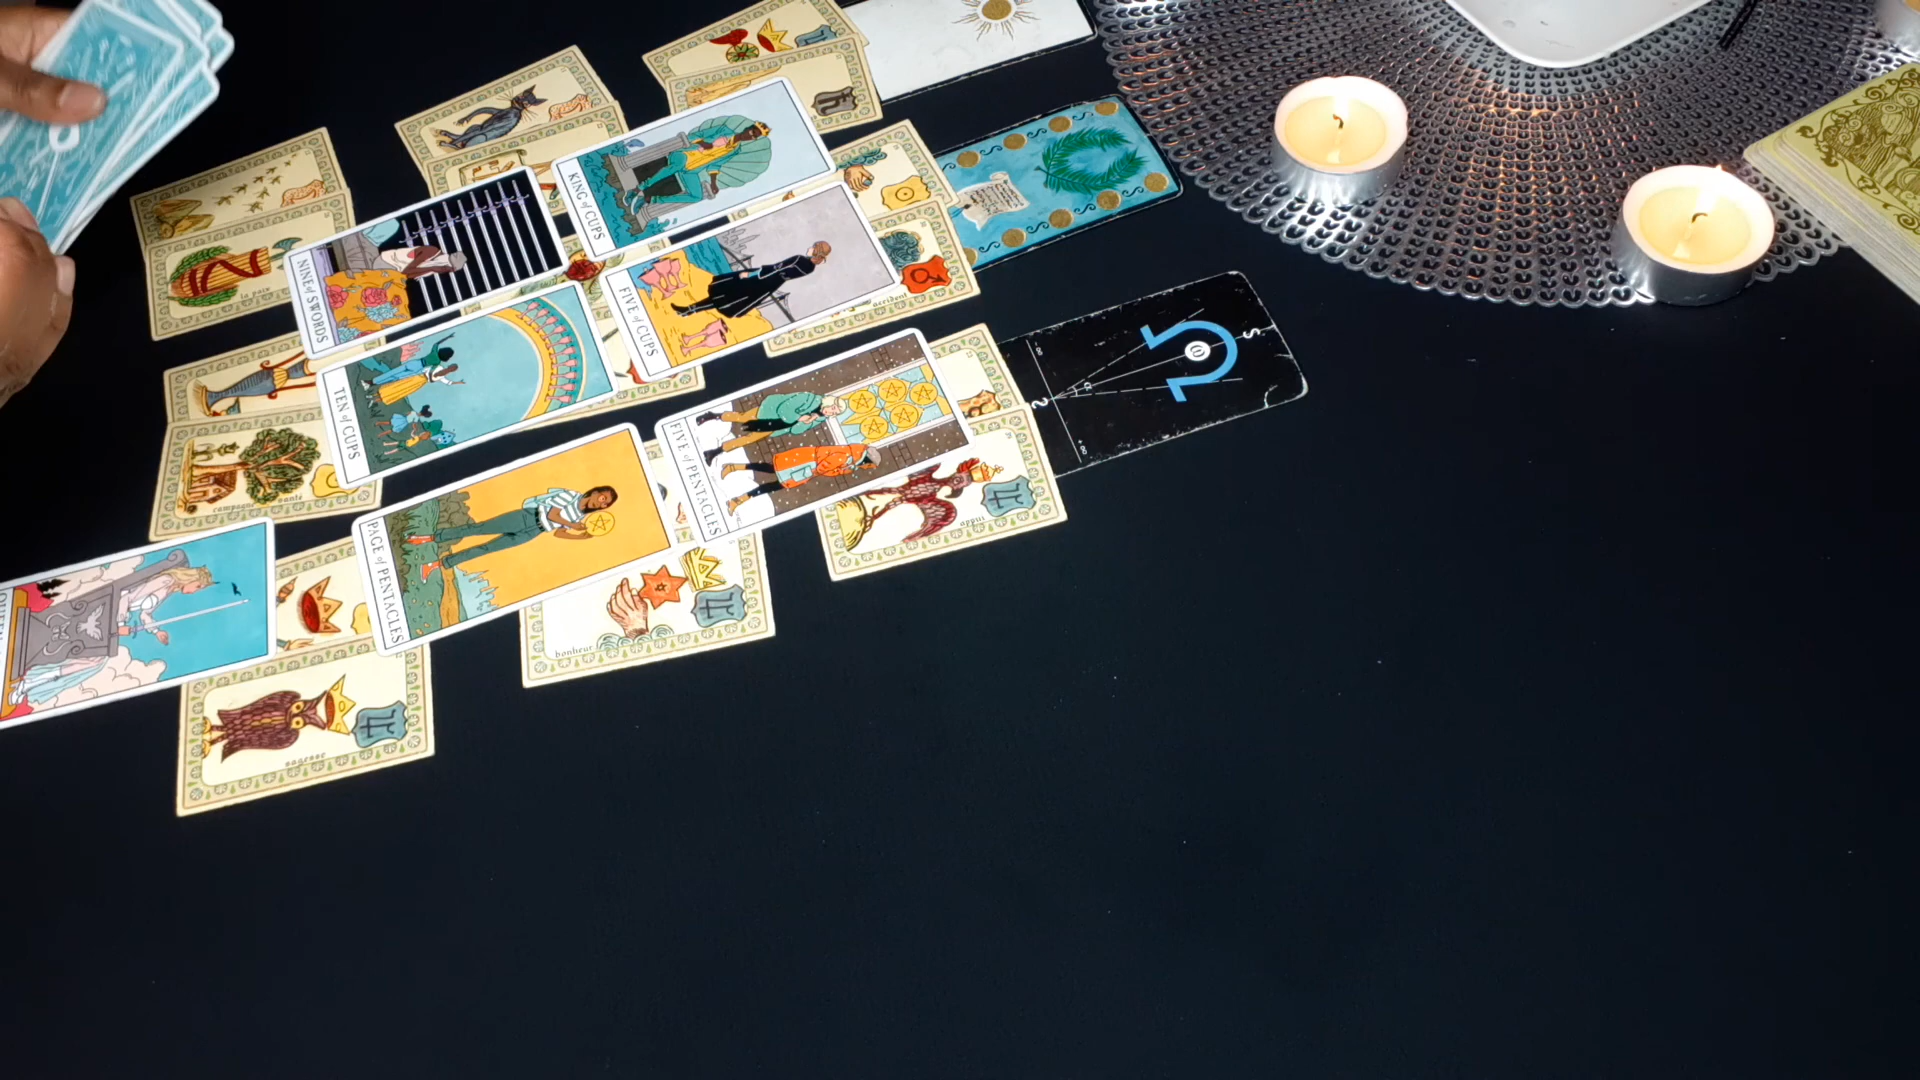 KING of CUPS
NINE of SWORDS
FIVE of CUPS
TEN of CUPS
FIVE of PENTACLES
PAGE of PENTACLES
la paix
accident
campagne
santé
appui
bonheur
sagesse